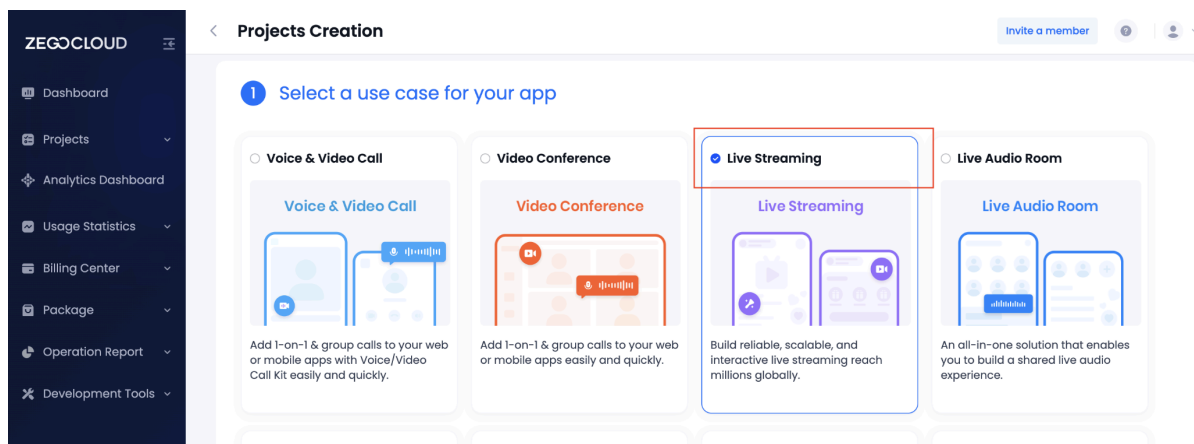 ZEGOCLOUD
Dashboard
Projects
Analytics Dashboard
Usage Statistics
Billing Center
Package
Operation Report
Development Tools
Projects Creation
Invite a member
?
1 Select a use case for your app
Voice & Video Call
Voice & Video Call
Add 1-on-1 & group calls to your web
or mobile apps with Voice/Video
Call Kit easily and quickly.
Video Conference
Video Conference
Add 1-on-1 & group calls to your web
or mobile apps easily and quickly.
Live Streaming
Live Streaming
Build reliable, scalable, and
interactive live streaming reach
millions globally.
Live Audio Room
Live Audio Room
An all-in-one solution that enables
you to build a shared live audio
experience.